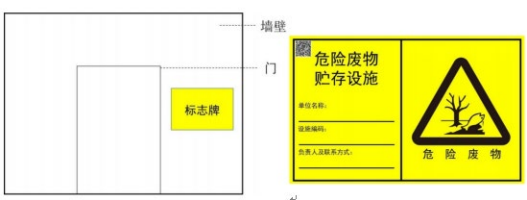 墙壁
门
标志牌
危险废物
贮存设施
单位名称：
设施编码：
负责人及联系方式：
危险废物